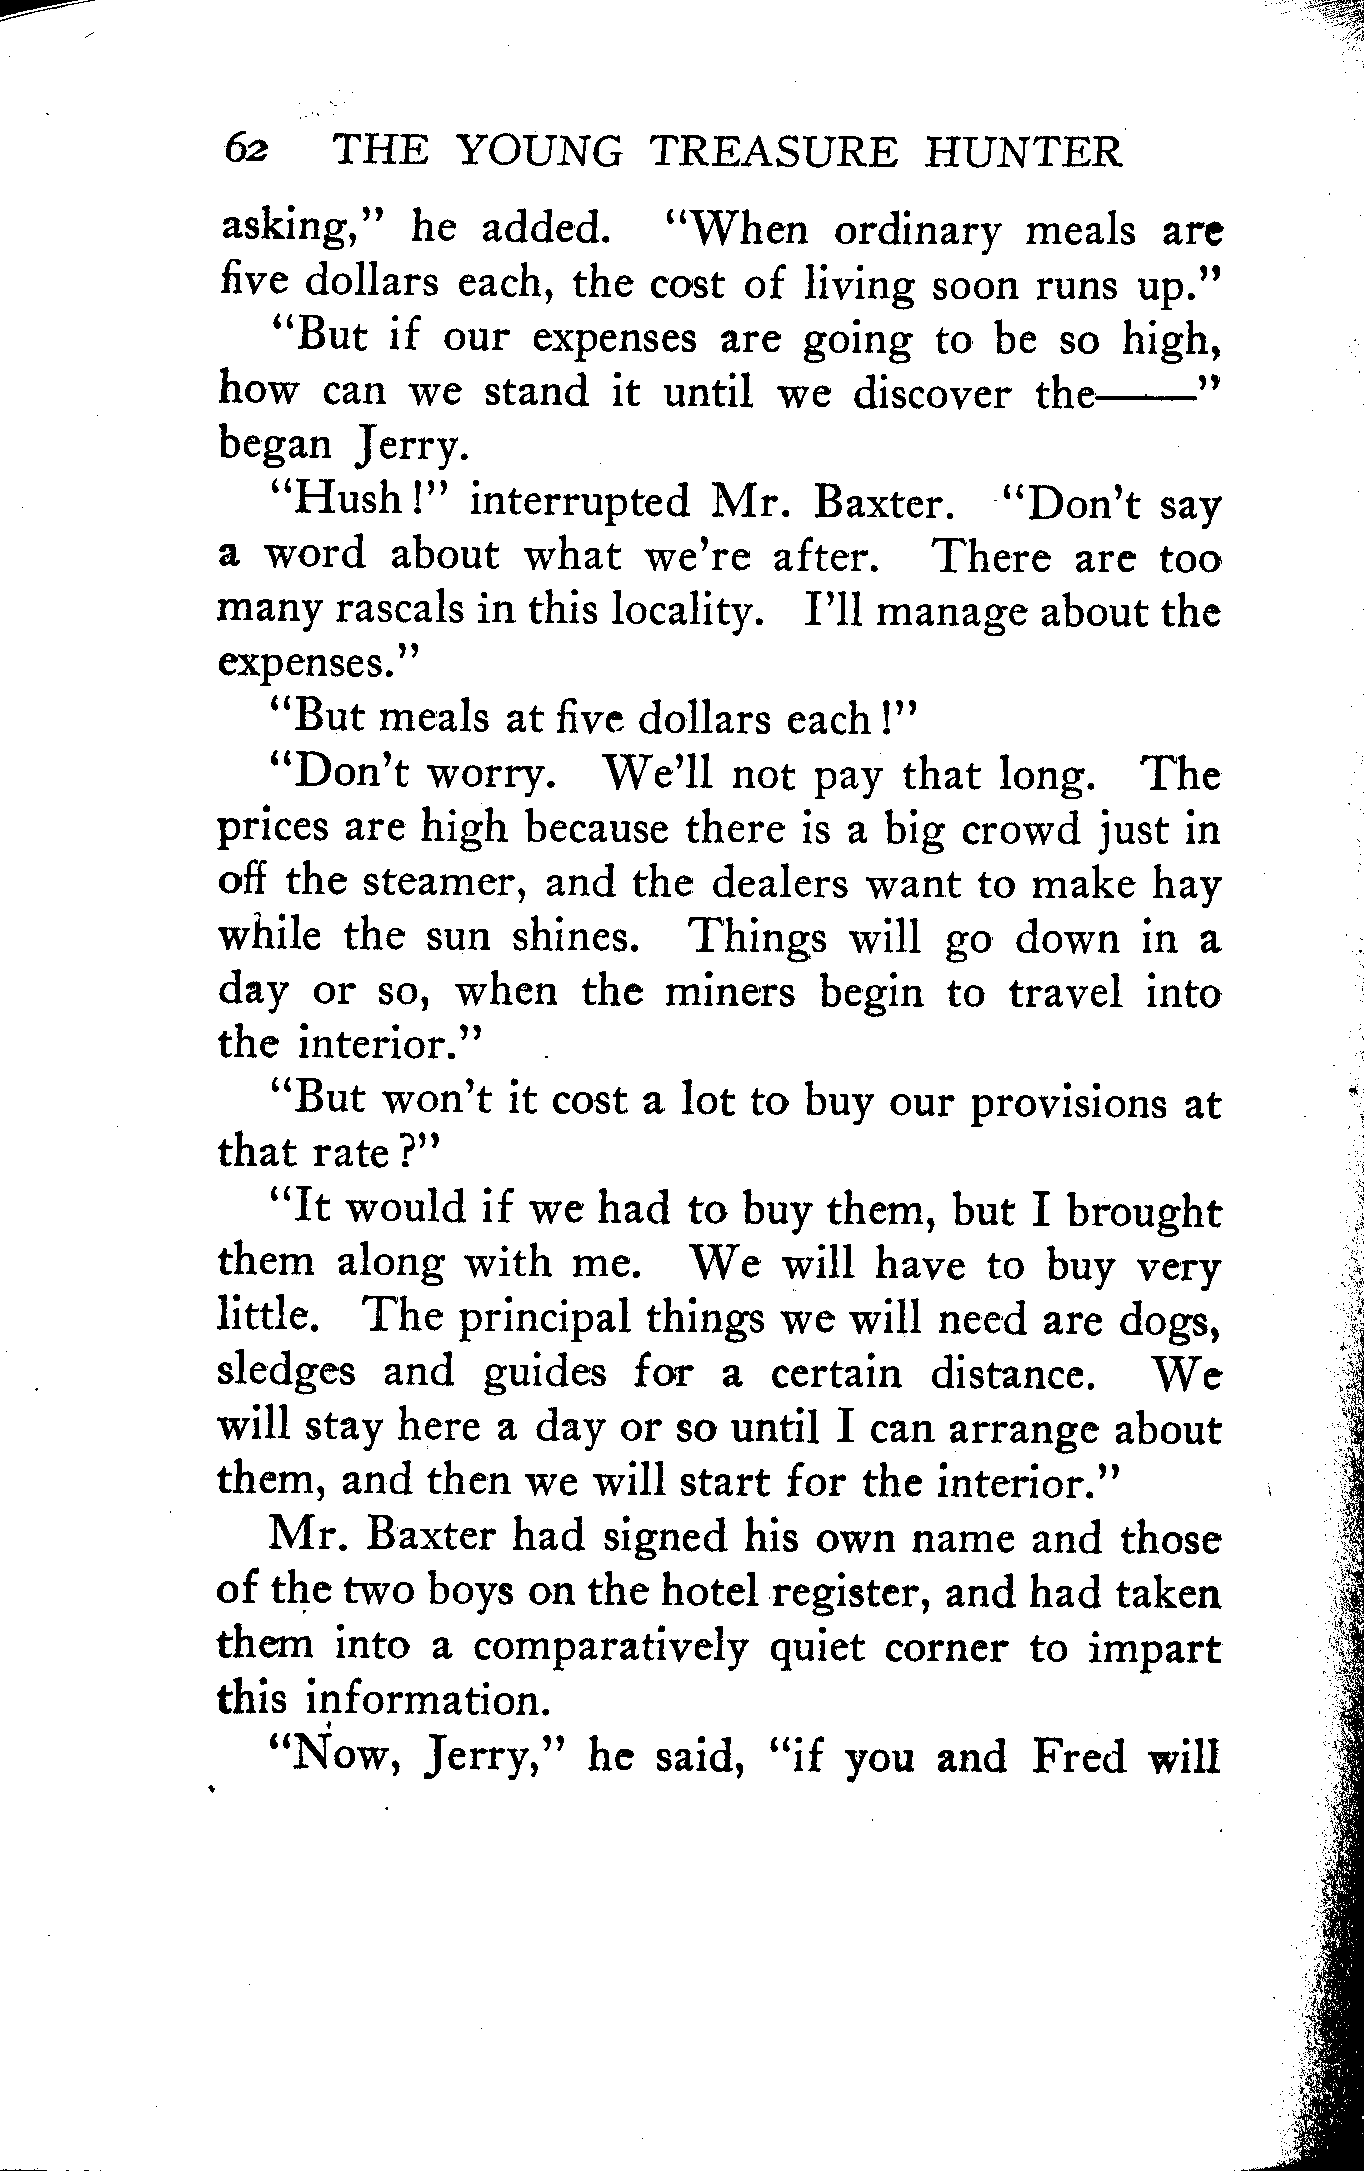 62 THE YOUNG TREASURE HUNTER
asking," he added. "When ordinary meals are
five dollars each, the cost of living soon runs up."
"But if our expenses are going to be so high,
how can we stand it until we discover the——"
began Jerry.
"Hush!" interrupted Mr. Baxter. "Don't say
a word about what we're after. There are too
many rascals in this locality. I'll manage about the
expenses."
"But meals at five dollars each!"
"Don't worry. We'll not pay that long. The
prices are high because there is a big crowd just in
off the steamer, and the dealers want to make hay
while the sun shines. Things will go down in a
day or so, when the miners begin to travel into
the interior."
"But won't it cost a lot to buy our provisions at
that rate?"
"It would if we had to buy them, but I brought
them along with me. We will have to buy very
little. The principal things we will need are dogs,
sledges and guides for a certain distance. We
will stay here a day or so until I can arrange about
them, and then we will start for the interior."
Mr. Baxter had signed his own name and those
of the two boys on the hotel register, and had taken
them into a comparatively quiet corner to impart
this information.
"Now, Jerry," he said, "if you and Fred will